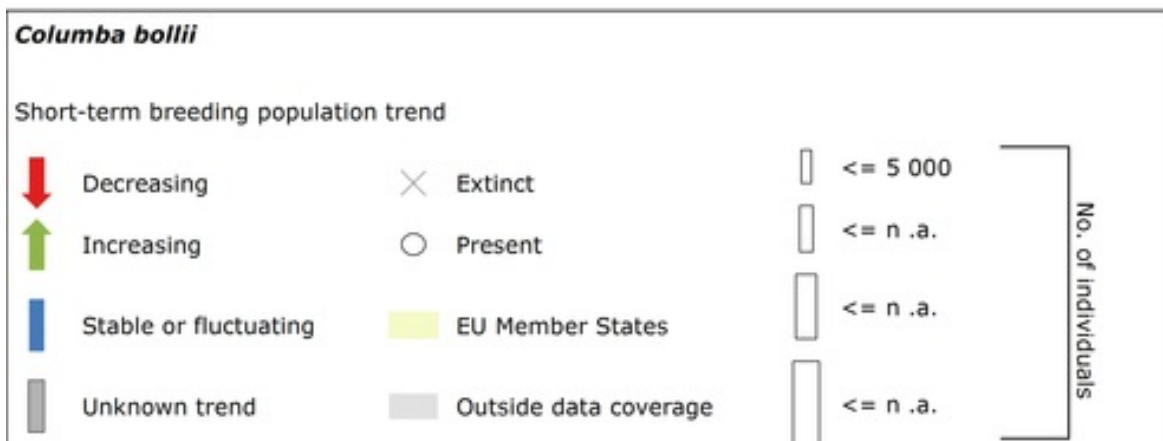 Columba bollii
Short-term breeding population trend
Decreasing
Extinct
<= 5 000
Increasing
Present
<= n .a.
Stable or fluctuating
EU Member States
<= n .a.
Unknown trend
Outside data coverage
<= n .a.
No. of individuals